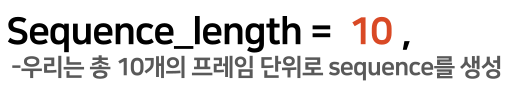 Sequence_length = 10 ,
-우리는 총 10개의 프레임 단위로 sequence를 생성